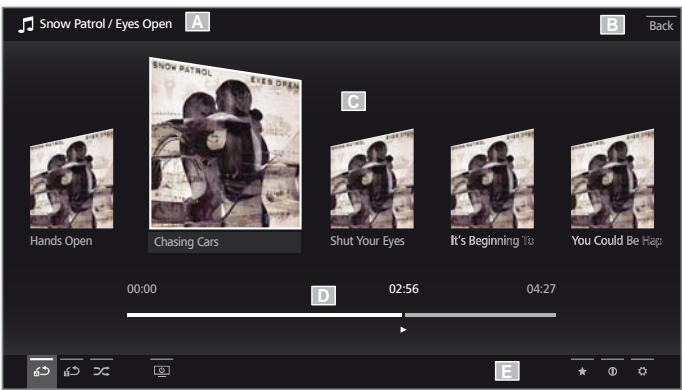 Snow Patrol / Eyes Open A B Back
SNOW PATROL EYES OPEN
C
Hands Open Chasing Cars Shut Your Eyes It's Beginning To You Could Be Hap
00:00 D 02:56 04:27
E